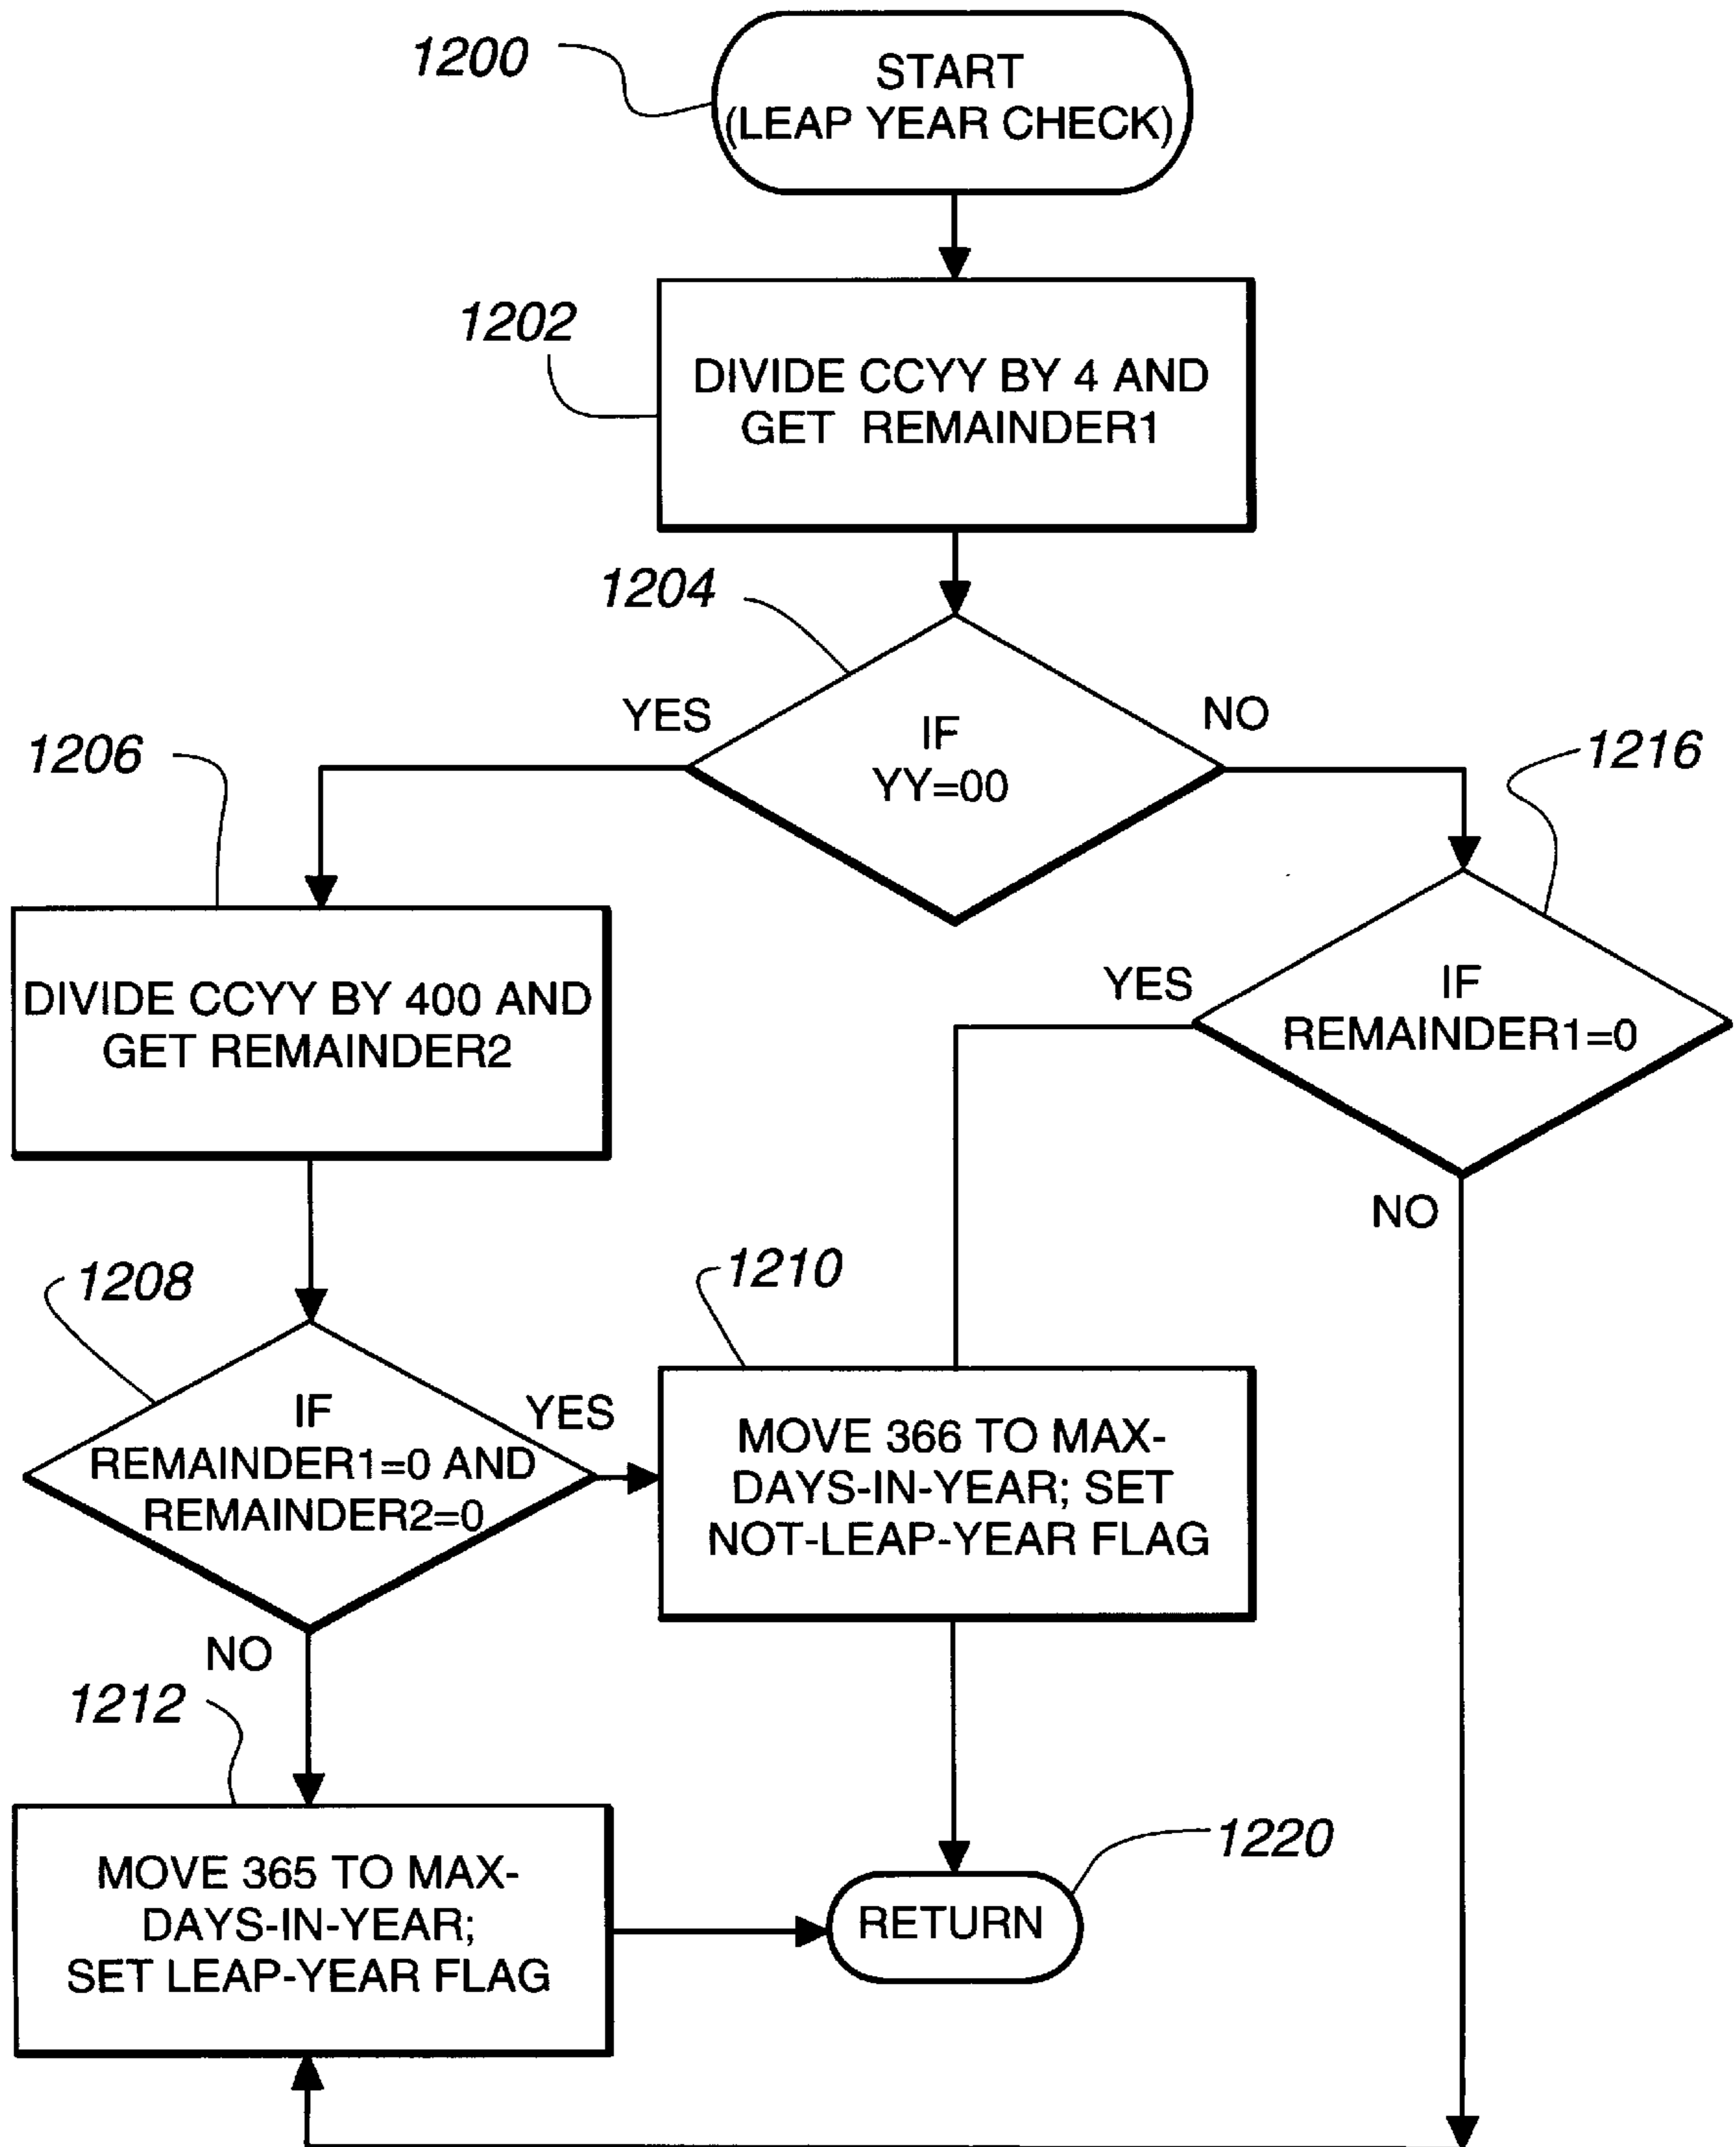 1200
START
(LEAP YEAR CHECK)
1202
DIVIDE CCYY BY 4 AND
GET REMAINDER1
1204
YES
IF
YY=00
NO
1206
1216
DIVIDE CCYY BY 400 AND
GET REMAINDER2
YES
IF
REMAINDER1=0
NO
1208
1210
IF
REMAINDER1=0 AND
REMAINDER2=0
YES
MOVE 366 TO MAX-
DAYS-IN-YEAR; SET
NOT-LEAP-YEAR FLAG
NO
1212
MOVE 365 TO MAX-
DAYS-IN-YEAR;
SET LEAP-YEAR FLAG
1220
RETURN